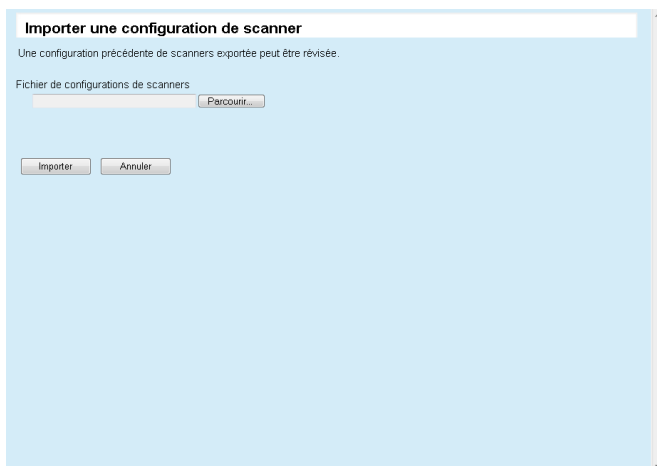 Importer une configuration de scanner
Une configuration précédente de scanners exportée peut être révisée.
Fichier de configurations de scanners
Parcourir...
Importer Annuler